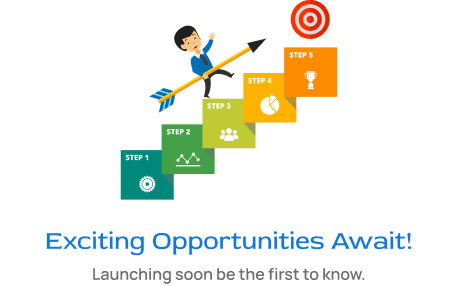 STEP 5
STEP 4
STEP 3
STEP 2
STEP 1
Exciting Opportunities Await!
Launching soon be the first to know.